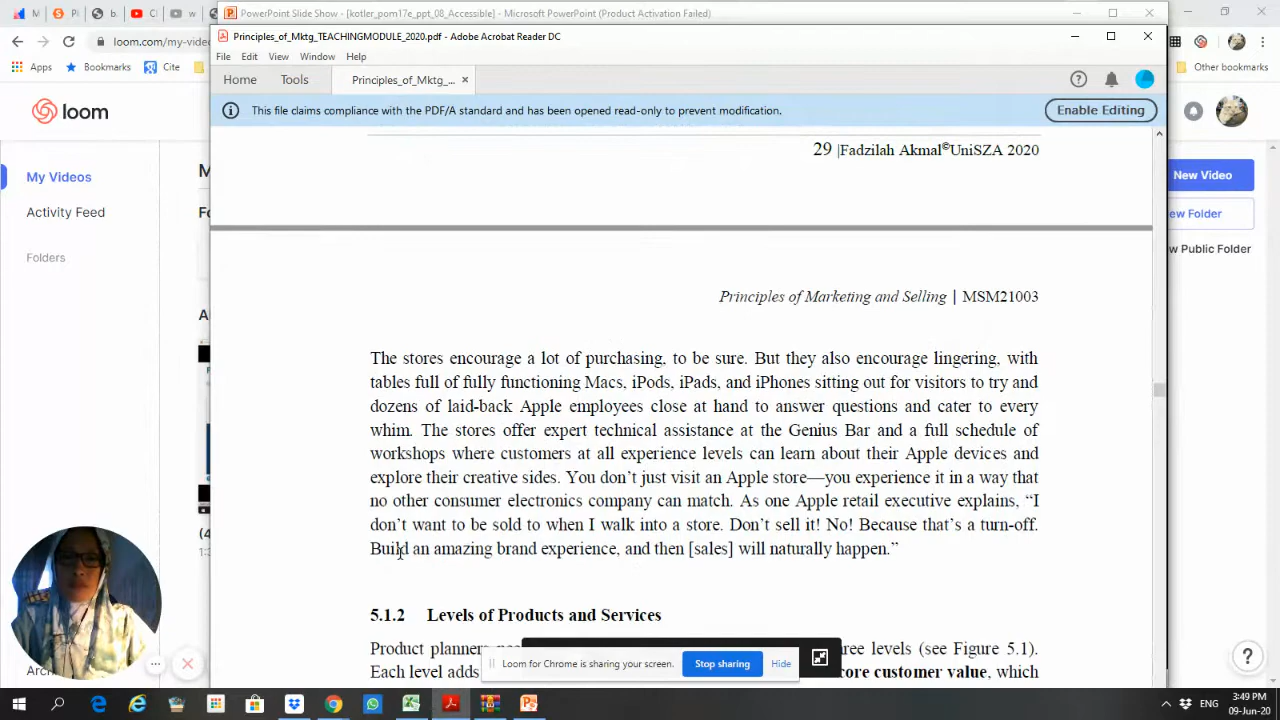 PowerPoint Slide Show - [kotler_pom17e_ppt_08_Accessible] - Microsoft PowerPoint (Product Activation Failed)
Principles_of_Mktg_TEACHINGMODULE_2020.pdf - Adobe Acrobat Reader DC
loom.com/my-video
File Edit View Window Help
Apps Bookmarks Cite
Other bookmarks
Home Tools Principles_of_Mktg_...
This file claims compliance with the PDF/A standard and has been opened read-only to prevent modification.
Enable Editing
loom
29 |Fadzilah Akmal©UniSZA 2020
My Videos
New Video
Activity Feed
ew Folder
w Public Folder
Folders
Principles of Marketing and Selling | MSM21003
The stores encourage a lot of purchasing, to be sure. But they also encourage lingering, with
tables full of fully functioning Macs, iPods, iPads, and iPhones sitting out for visitors to try and
dozens of laid-back Apple employees close at hand to answer questions and cater to every
whim. The stores offer expert technical assistance at the Genius Bar and a full schedule of
workshops where customers at all experience levels can learn about their Apple devices and
explore their creative sides. You don’t just visit an Apple store—you experience it in a way that
no other consumer electronics company can match. As one Apple retail executive explains, “I
don’t want to be sold to when I walk into a store. Don’t sell it! No! Because that’s a turn-off.
Build an amazing brand experience, and then [sales] will naturally happen.”
5.1.2 Levels of Products and Services
Product planners ree levels (see Figure 5.1).
Each level adds ore customer value, which
Loom for Chrome is sharing your screen. Stop sharing Hide
ENG
3:49 PM
09-Jun-20